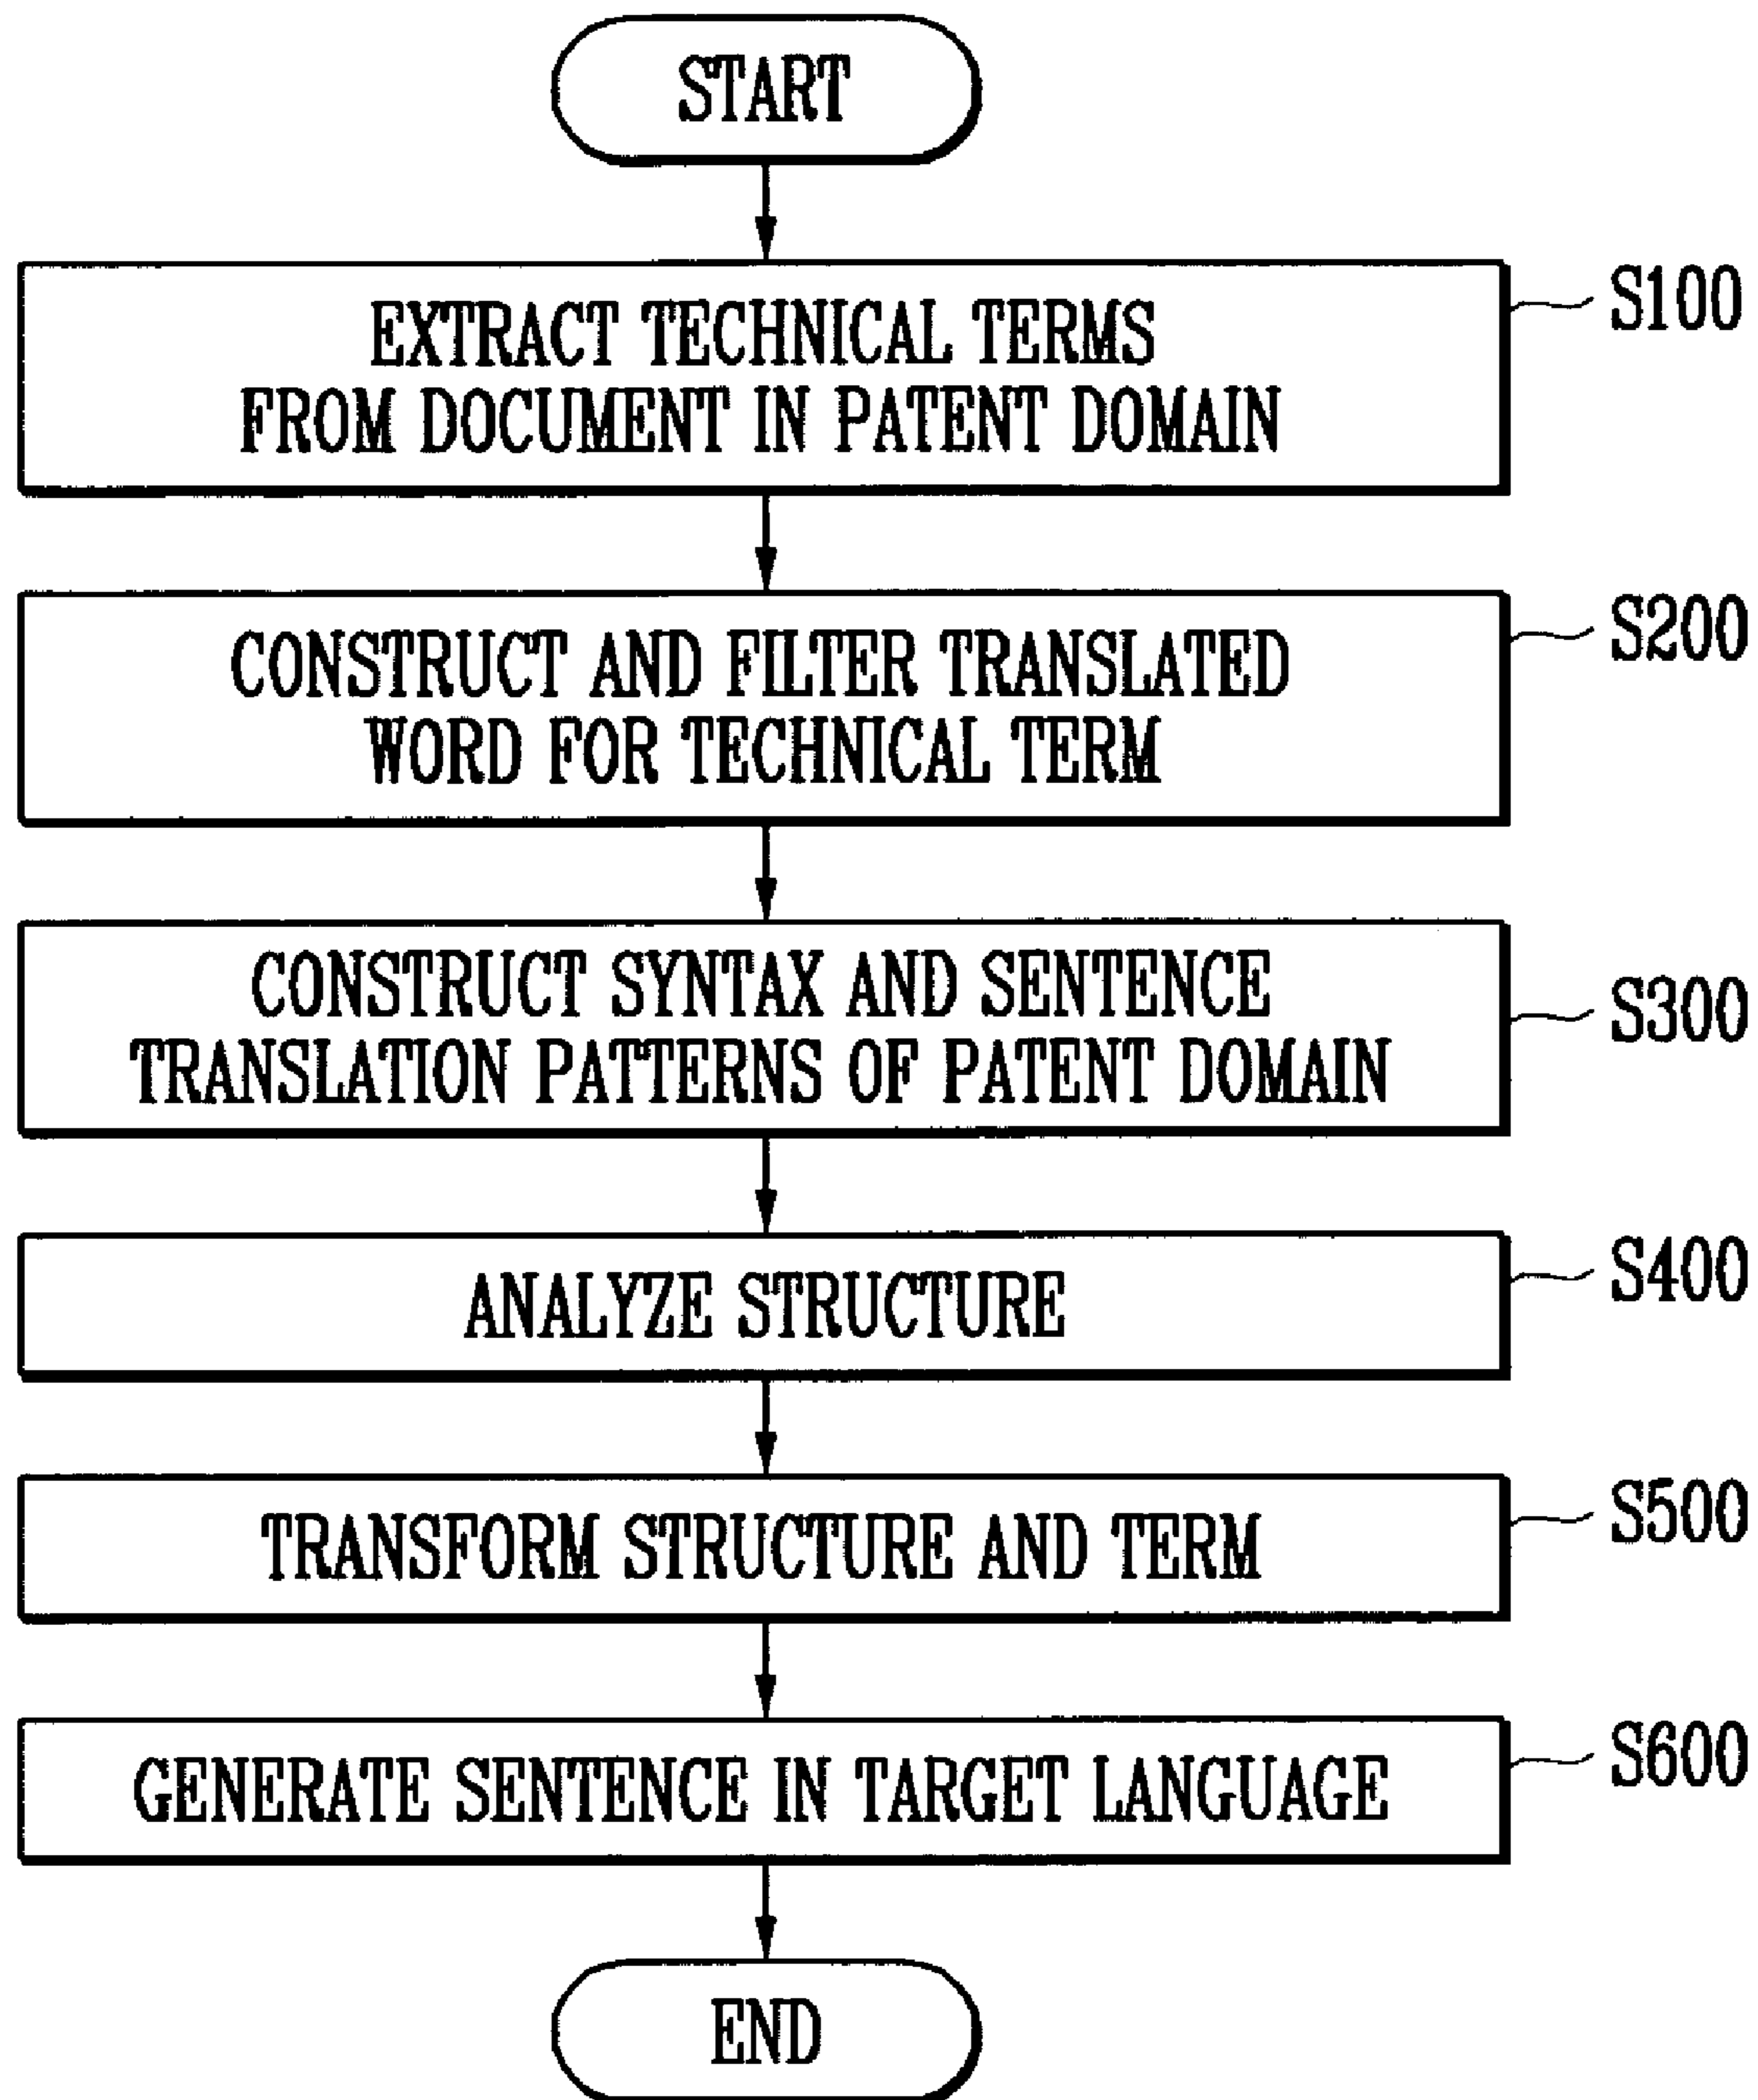 START
EXTRACT TECHNICAL TERMS
FROM DOCUMENT IN PATENT DOMAIN
S100
CONSTRUCT AND FILTER TRANSLATED
WORD FOR TECHNICAL TERM
S200
CONSTRUCT SYNTAX AND SENTENCE
TRANSLATION PATTERNS OF PATENT DOMAIN
S300
ANALYZE STRUCTURE
S400
TRANSFORM STRUCTURE AND TERM
S500
GENERATE SENTENCE IN TARGET LANGUAGE
S600
END